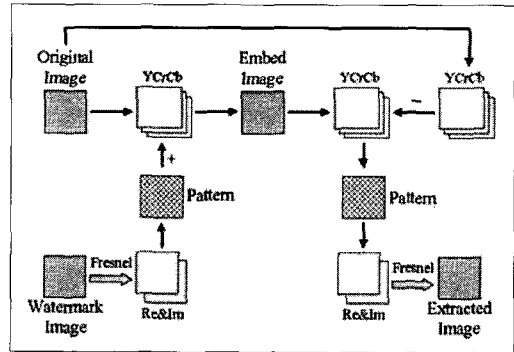 Original
Image
YCrCb
Embed
Image
YCrCb
YCrCb
−
+
Pattern
Pattern
Fresnel
Fresnel
Watermark
Image
Re&Im
Re&Im
Extracted
Image